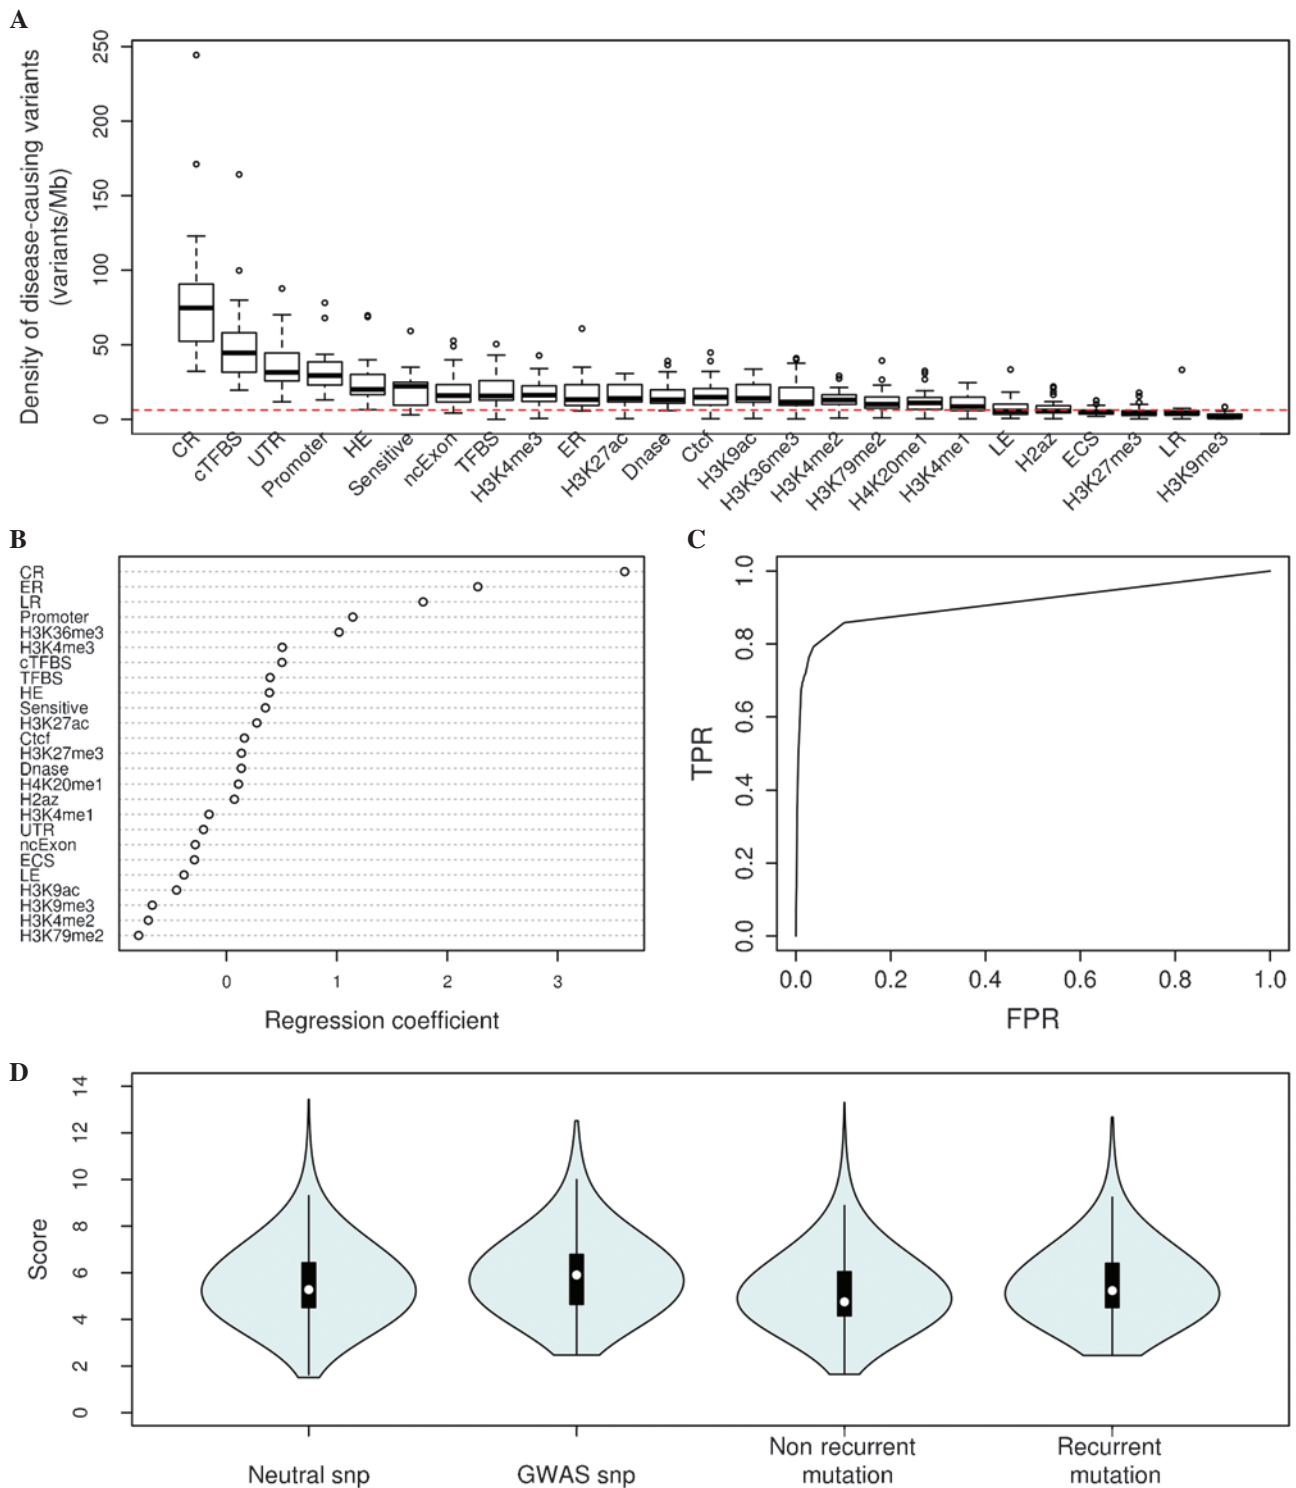 A
Density of disease-causing variants
(variants/Mb)
250
200
150
100
50
0
CR
cTFBS
UTR
Promoter
HE
Sensitive
ncExon
TFBS
H3K4me3
ER
H3K27ac
Dnase
Ctcf
H3K9ac
H3K36me3
H3K4me2
H3K79me2
H4K20me1
H3K4me1
LE
H2az
ECS
H3K27me3
LR
H3K9me3
B
CR
ER
LR
Promoter
H3K36me3
H3K4me3
cTFBS
TFBS
HE
Sensitive
H3K27ac
Ctcf
H3K27me3
Dnase
H4K20me1
H2az
H3K4me1
UTR
ncExon
ECS
LE
H3K9ac
H3K9me3
H3K4me2
H3K79me2
0 1 2 3
Regression coefficient
C
TPR
1.0
0.8
0.6
0.4
0.2
0.0
0.0 0.2 0.4 0.6 0.8 1.0
FPR
D
Score
14
12
10
8
6
4
2
0
Neutral snp
GWAS snp
Non recurrent
mutation
Recurrent
mutation